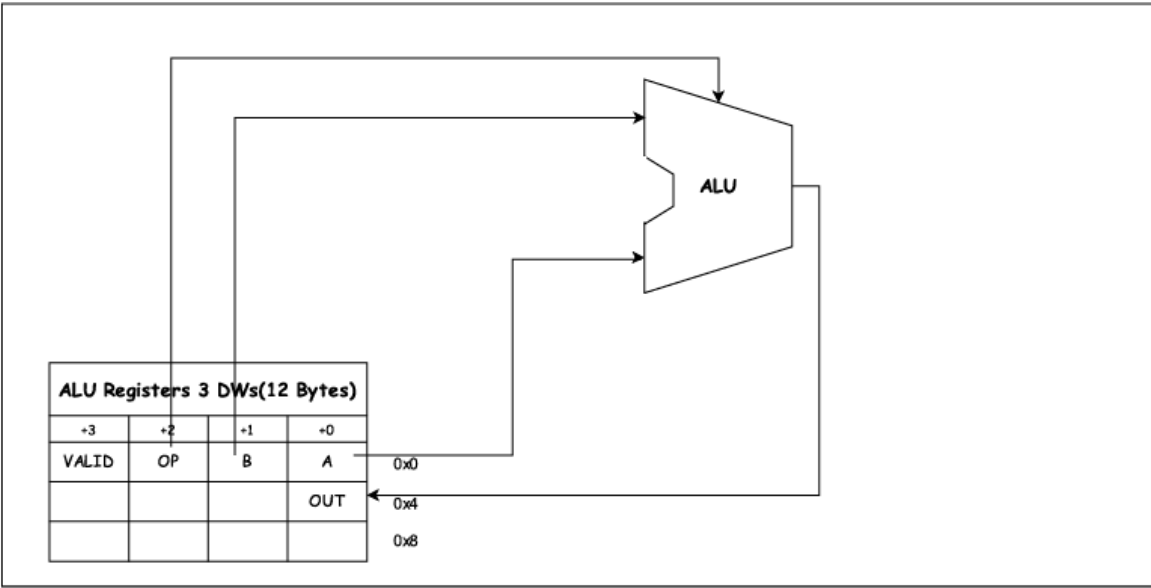 ALU
ALU Registers 3 DWs(12 Bytes)
+3 +2 +1 +0
VALID OP B A 0x0
OUT 0x4
0x8